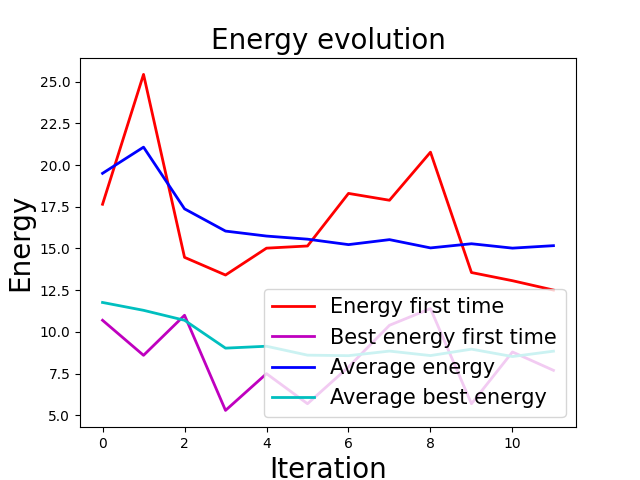 Energy evolution
Energy
25.0
22.5
20.0
17.5
15.0
12.5
10.0
7.5
5.0
Energy first time
Best energy first time
Average energy
Average best energy
0 2 4 6 8 10
Iteration